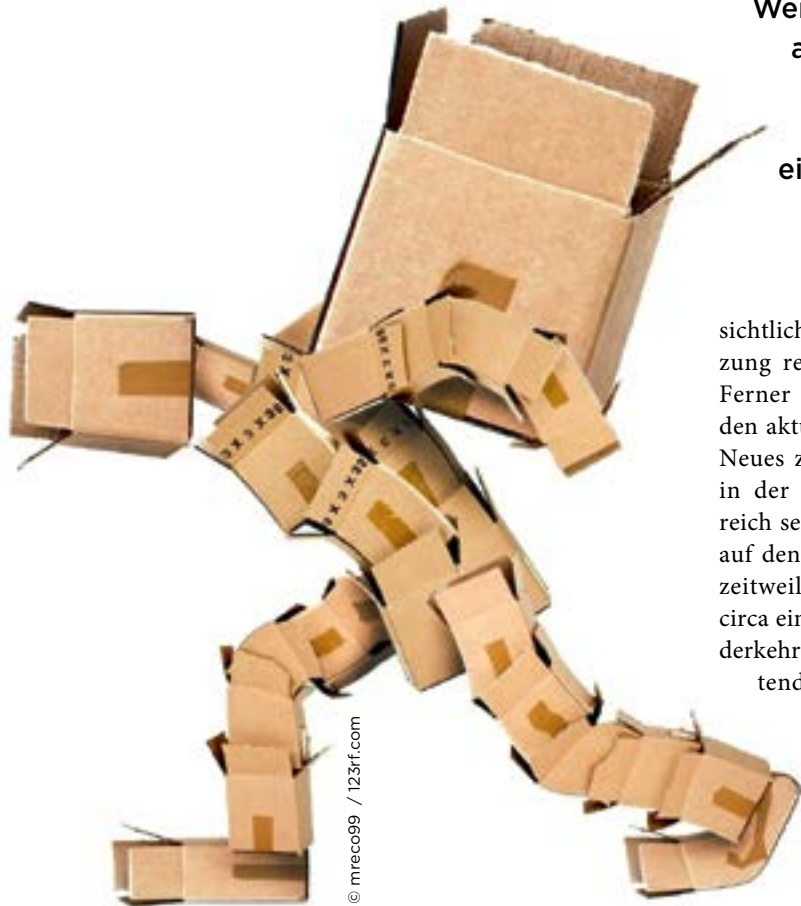 Wer
a
ei
sichtlich
zung re
Ferner
den aktu
Neues z
in der
reich se
auf den
zeitweil
circa ein
derkehr
tend
© mreco99 / 123rf.com